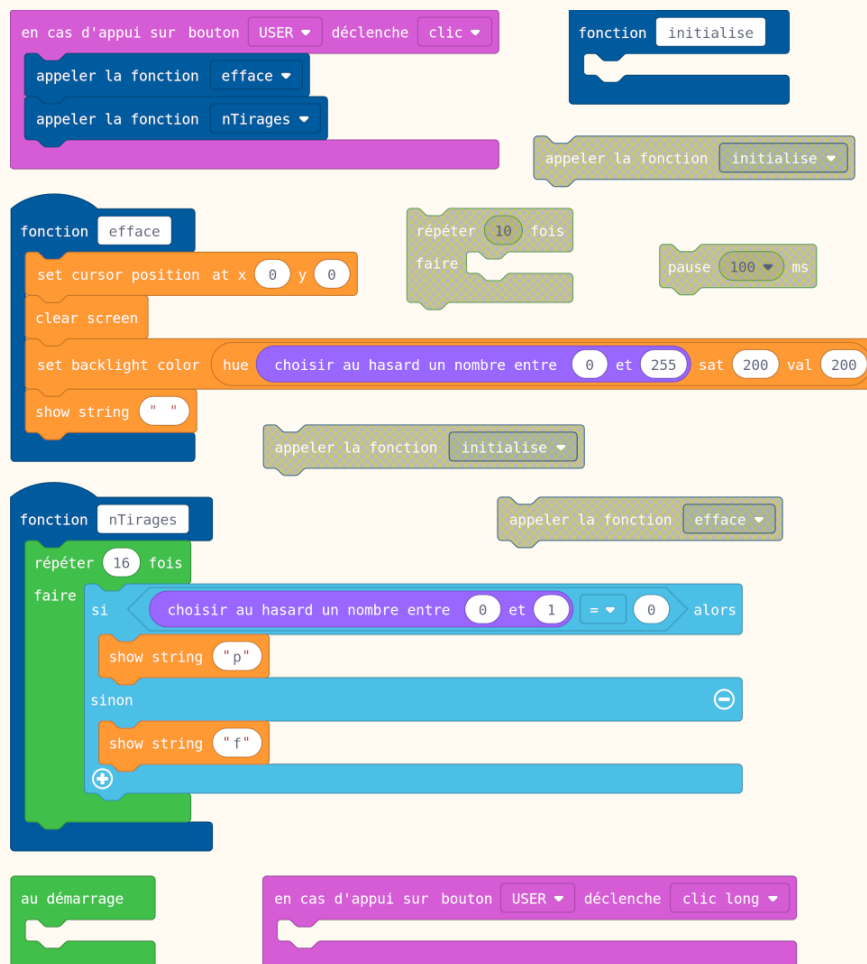 en cas d'appui sur bouton USER déclenche clic
appeler la fonction efface
appeler la fonction nTirages
fonction initialise
appeler la fonction initialise
fonction efface
set cursor position at x 0 y 0
clear screen
set backlight color hue choisir au hasard un nombre entre 0 et 255 sat 200 val 200
show string " "
répéter 10 fois
faire
pause 100 ms
appeler la fonction initialise
fonction nTirages
répéter 16 fois
faire
si choisir au hasard un nombre entre 0 et 1 = 0 alors
show string "p"
sinon
show string "f"
appeler la fonction efface
au démarrage
en cas d'appui sur bouton USER déclenche clic long